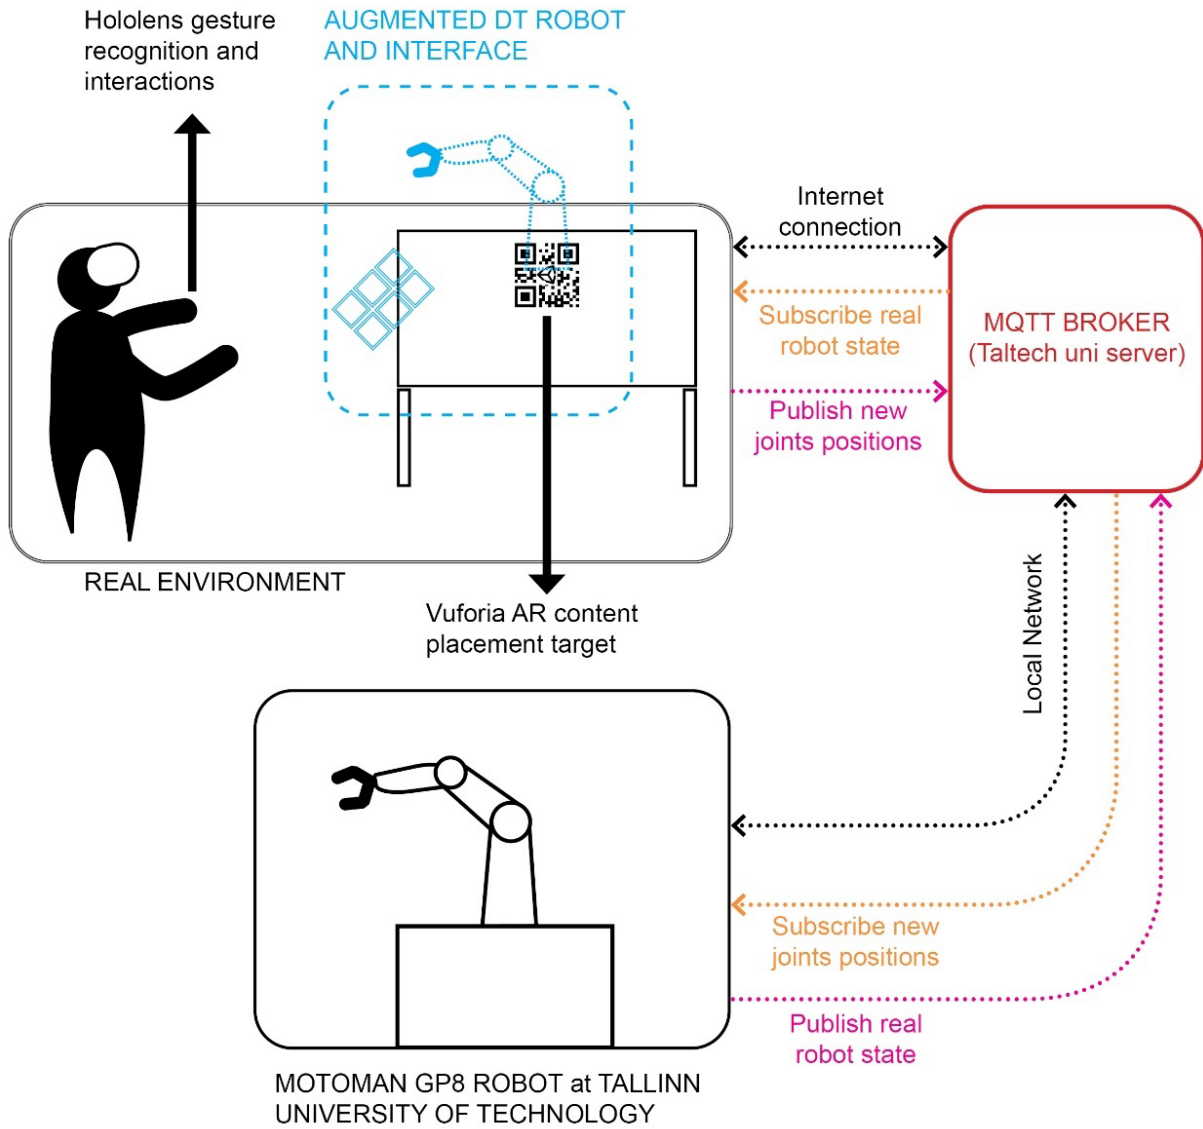 Hololens gesture
recognition and
interactions
AUGMENTED DT ROBOT
AND INTERFACE
Internet
connection
Subscribe real
robot state
Publish new
joints positions
MQTT BROKER
(Taltech uni server)
REAL ENVIRONMENT
Vuforia AR content
placement target
Local Network
Subscribe new
joints positions
Publish real
robot state
MOTOMAN GP8 ROBOT at TALLINN
UNIVERSITY OF TECHNOLOGY